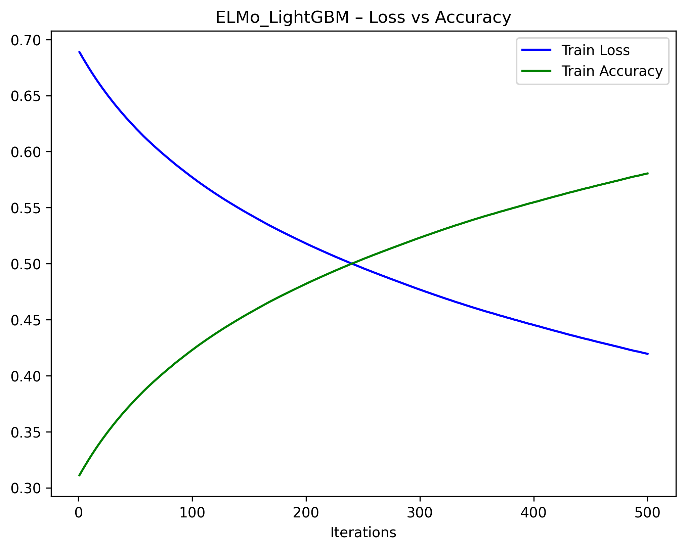 ELMo_LightGBM – Loss vs Accuracy
Train Loss
Train Accuracy
0.70
0.65
0.60
0.55
0.50
0.45
0.40
0.35
0.30
0 100 200 300 400 500
Iterations